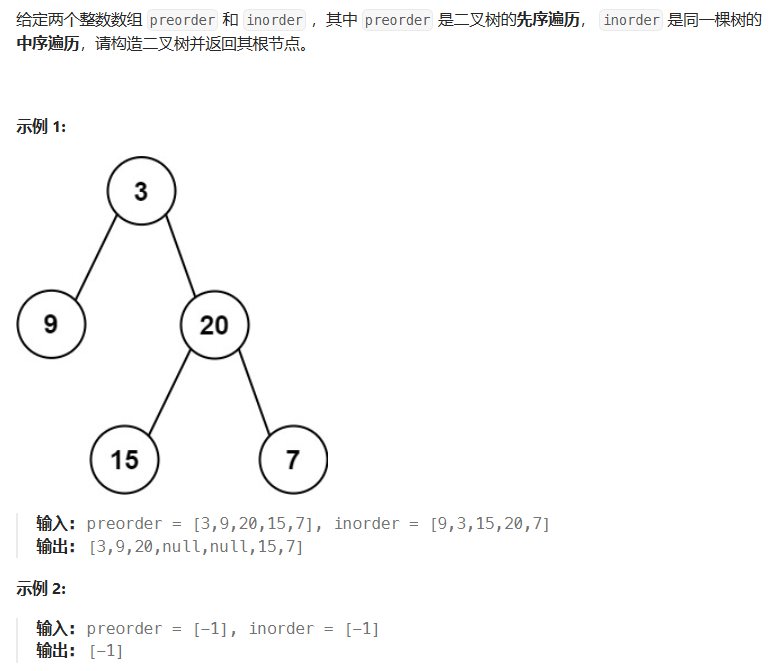 给定两个整数数组 preorder 和 inorder ，其中 preorder 是二叉树的先序遍历， inorder 是同一棵树的
中序遍历，请构造二叉树并返回其根节点。
示例 1:
3
9
20
15
7
输入: preorder = [3,9,20,15,7], inorder = [9,3,15,20,7]
输出: [3,9,20,null,null,15,7]
示例 2:
输入: preorder = [-1], inorder = [-1]
输出: [-1]